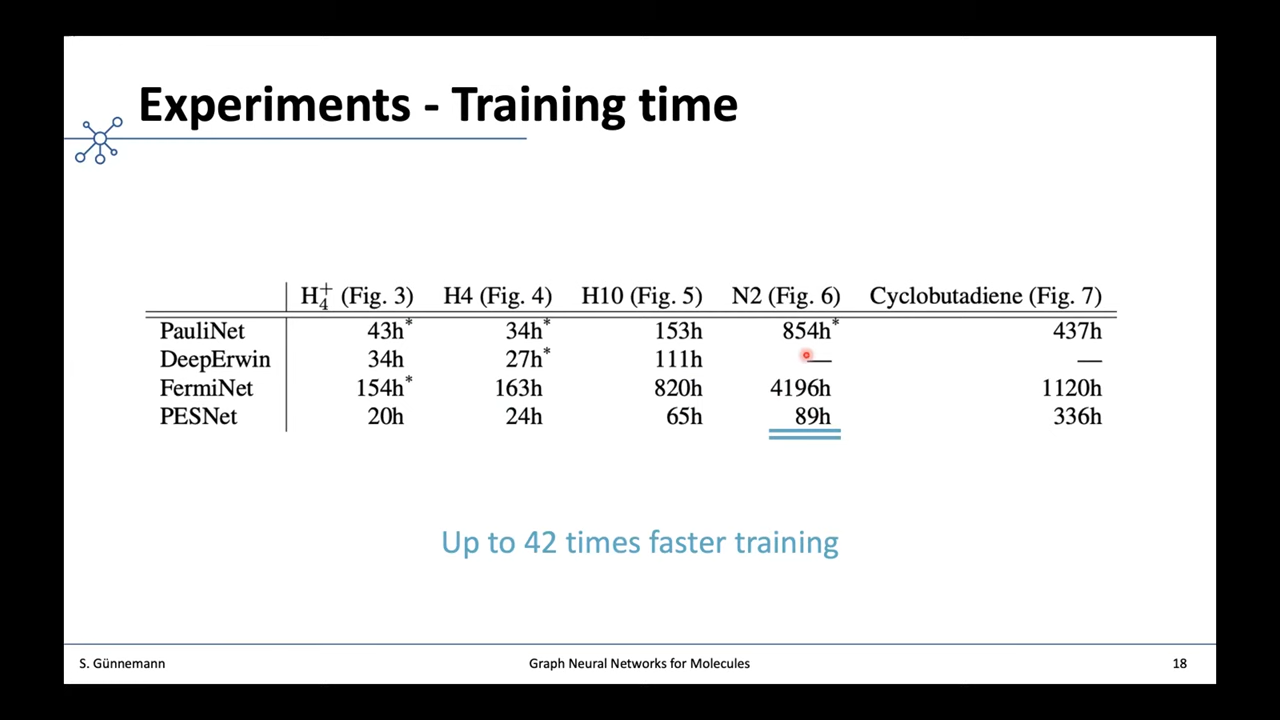 Experiments - Training time
H4+ (Fig. 3) H4 (Fig. 4) H10 (Fig. 5) N2 (Fig. 6) Cyclobutadiene (Fig. 7)
PauliNet 43h* 34h* 153h 854h* 437h
DeepErwin 34h 27h* 111h — —
FermiNet 154h* 163h 820h 4196h 1120h
PESNet 20h 24h 65h 89h 336h
Up to 42 times faster training
S. Günnemann Graph Neural Networks for Molecules 18